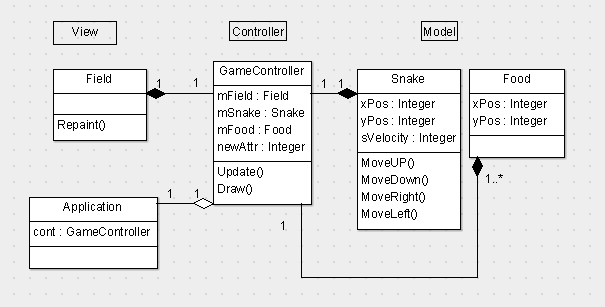 View
Controller
Model
Field
Repaint()
1
1
GameController
mField : Field
mSnake : Snake
mFood : Food
newAttr : Integer
Update()
Draw()
1
1
Snake
xPos : Integer
yPos : Integer
sVelocity : Integer
MoveUP()
MoveDown()
MoveRight()
MoveLeft()
Food
xPos : Integer
yPos : Integer
1..*
Application
cont : GameController
1
1
1